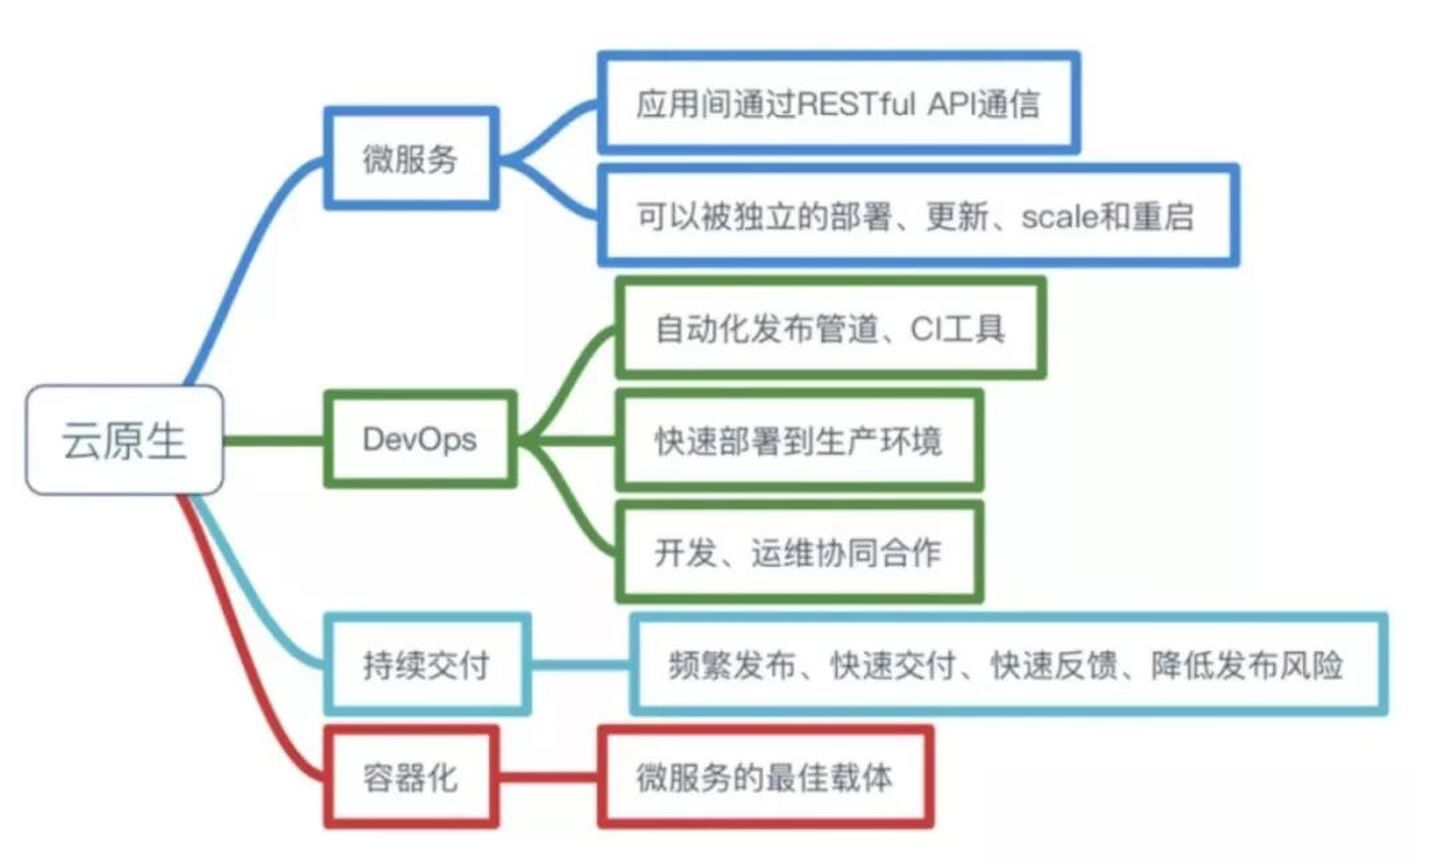 微服务
应用间通过RESTful API通信
可以被独立的部署、更新、scale和重启
云原生
DevOps
自动化发布管道、CI工具
快速部署到生产环境
开发、运维协同合作
持续交付
频繁发布、快速交付、快速反馈、降低发布风险
容器化
微服务的最佳载体